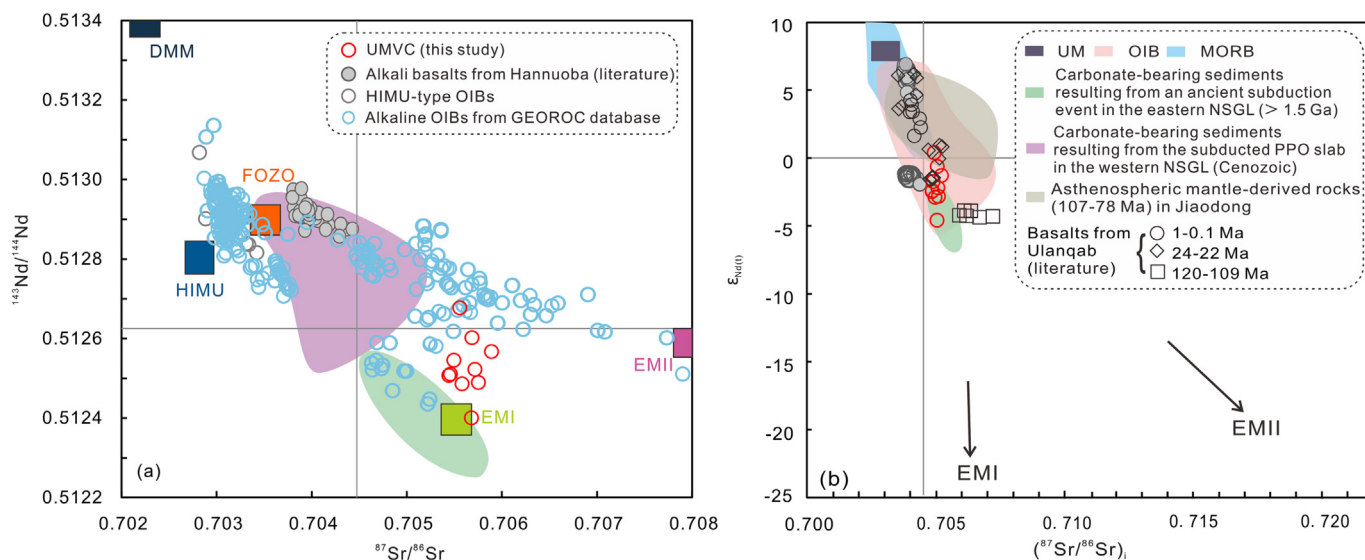 0.5134
0.5132
0.5130
0.5128
0.5126
0.5124
0.5122
¹⁴³Nd/¹⁴⁴Nd
DMM
UMVC (this study)
Alkali basalts from Hannuoba (literature)
HIMU-type OIBs
Alkaline OIBs from GEOROC database
FOZO
HIMU
EMII
EMI
(a)
0.702
0.703
0.704
0.705
0.706
0.707
0.708
⁸⁷Sr/⁸⁶Sr
10
5
0
-5
-10
-15
-20
-25
εNd(t)
UM OIB MORB
Carbonate-bearing sediments
resulting from an ancient subduction
event in the eastern NSGL (> 1.5 Ga)
Carbonate-bearing sediments
resulting from the subducted PPO slab
in the western NSGL (Cenozoic)
Asthenospheric mantle-derived rocks
(107-78 Ma) in Jiaodong
Basalts from
Ulanqab
(literature)
1-0.1 Ma
24-22 Ma
120-109 Ma
EMII
EMI
(b)
0.700
0.705
0.710
0.715
0.720
(⁸⁷Sr/⁸⁶Sr)i